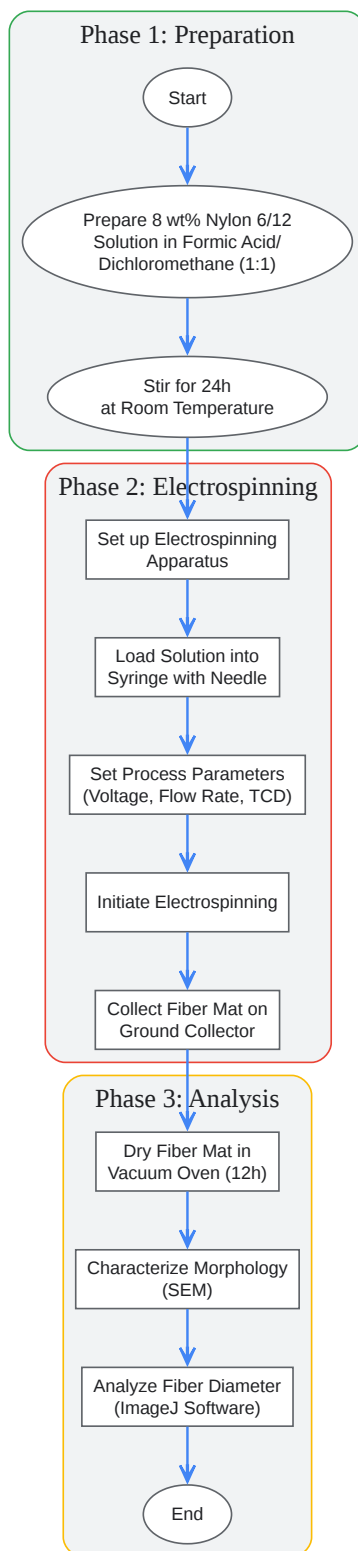 Phase 1: Preparation
Start
Prepare 8 wt% Nylon 6/12
Solution in Formic Acid/
Dichloromethane (1:1)
Stir for 24h
at Room Temperature
Phase 2: Electrospinning
Set up Electrospinning
Apparatus
Load Solution into
Syringe with Needle
Set Process Parameters
(Voltage, Flow Rate, TCD)
Initiate Electrospinning
Collect Fiber Mat on
Ground Collector
Phase 3: Analysis
Dry Fiber Mat in
Vacuum Oven (12h)
Characterize Morphology
(SEM)
Analyze Fiber Diameter
(ImageJ Software)
End